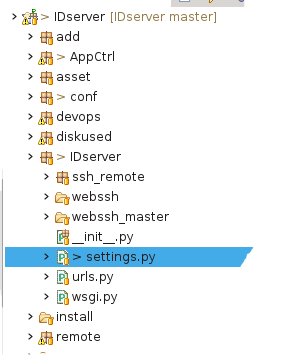 > IDserver [IDserver master]
add
> AppCtrl
asset
> conf
devops
diskused
> IDserver
ssh_remote
webssh
webssh_master
__init__.py
> settings.py
urls.py
wsgi.py
install
remote